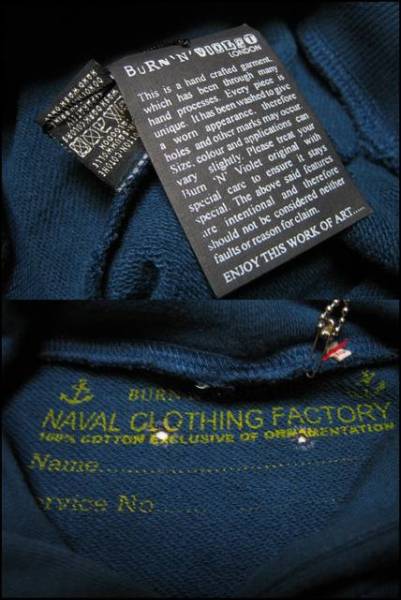 BURN 'N' VIOLET
LONDON
This is a hand crafted garment,
which has been through many
hand processes. Every piece is
unique. It has been washed to give
a worn appearance, therefore
holes and other marks may occur.
Size, colour and applications can
vary slightly. Please treat your
Burn 'N' Violet original with
special care to ensure it stays
special. The above said features
are intentional and therefore
should not be considered neither
faults or reason for claim.
ENJOY THIS WORK OF ART.....
BURN
NAVAL CLOTHING FACTORY
100% COTTON EXCLUSIVE OF ORNAMENTATION
Name
ervice No